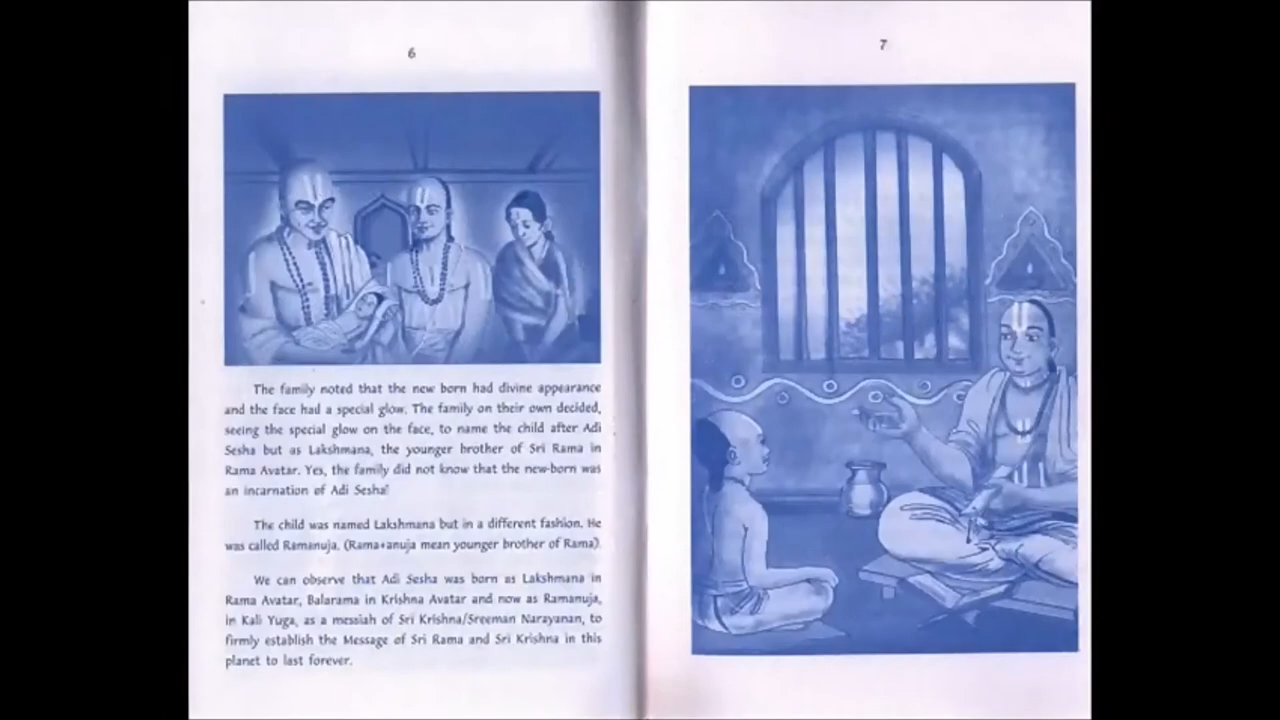 6
The family noted that the new born had divine appearance
and the face had a special glow. The family on their own decided,
seeing the special glow on the face, to name the child after Adi
Sesha but as Lakshmana, the younger brother of Sri Rama in
Rama Avatar. Yes, the family did not know that the new-born was
an incarnation of Adi Sesha!
The child was named Lakshmana but in a different fashion. He
was called Ramanuja. (Rama+anuja mean younger brother of Rama).
We can observe that Adi Sesha was born as Lakshmana in
Rama Avatar, Balarama in Krishna Avatar and now as Ramanuja,
in Kali Yuga, as a messiah of Sri Krishna/Sreeman Narayanan, to
firmly establish the Message of Sri Rama and Sri Krishna in this
planet to last forever.
7